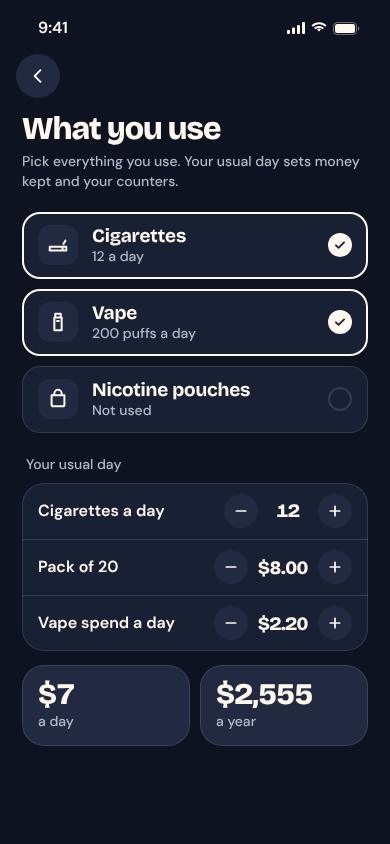 9:41
What you use
Pick everything you use. Your usual day sets money
kept and your counters.
Cigarettes
12 a day
Vape
200 puffs a day
Nicotine pouches
Not used
Your usual day
Cigarettes a day − 12 +
Pack of 20 − $8.00 +
Vape spend a day − $2.20 +
$7 $2,555
a day a year